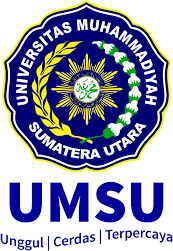 UNIVERSITAS MUHAMMADIYAH
SUMATERA UTARA
UMSU
Unggul | Cerdas | Terpercaya